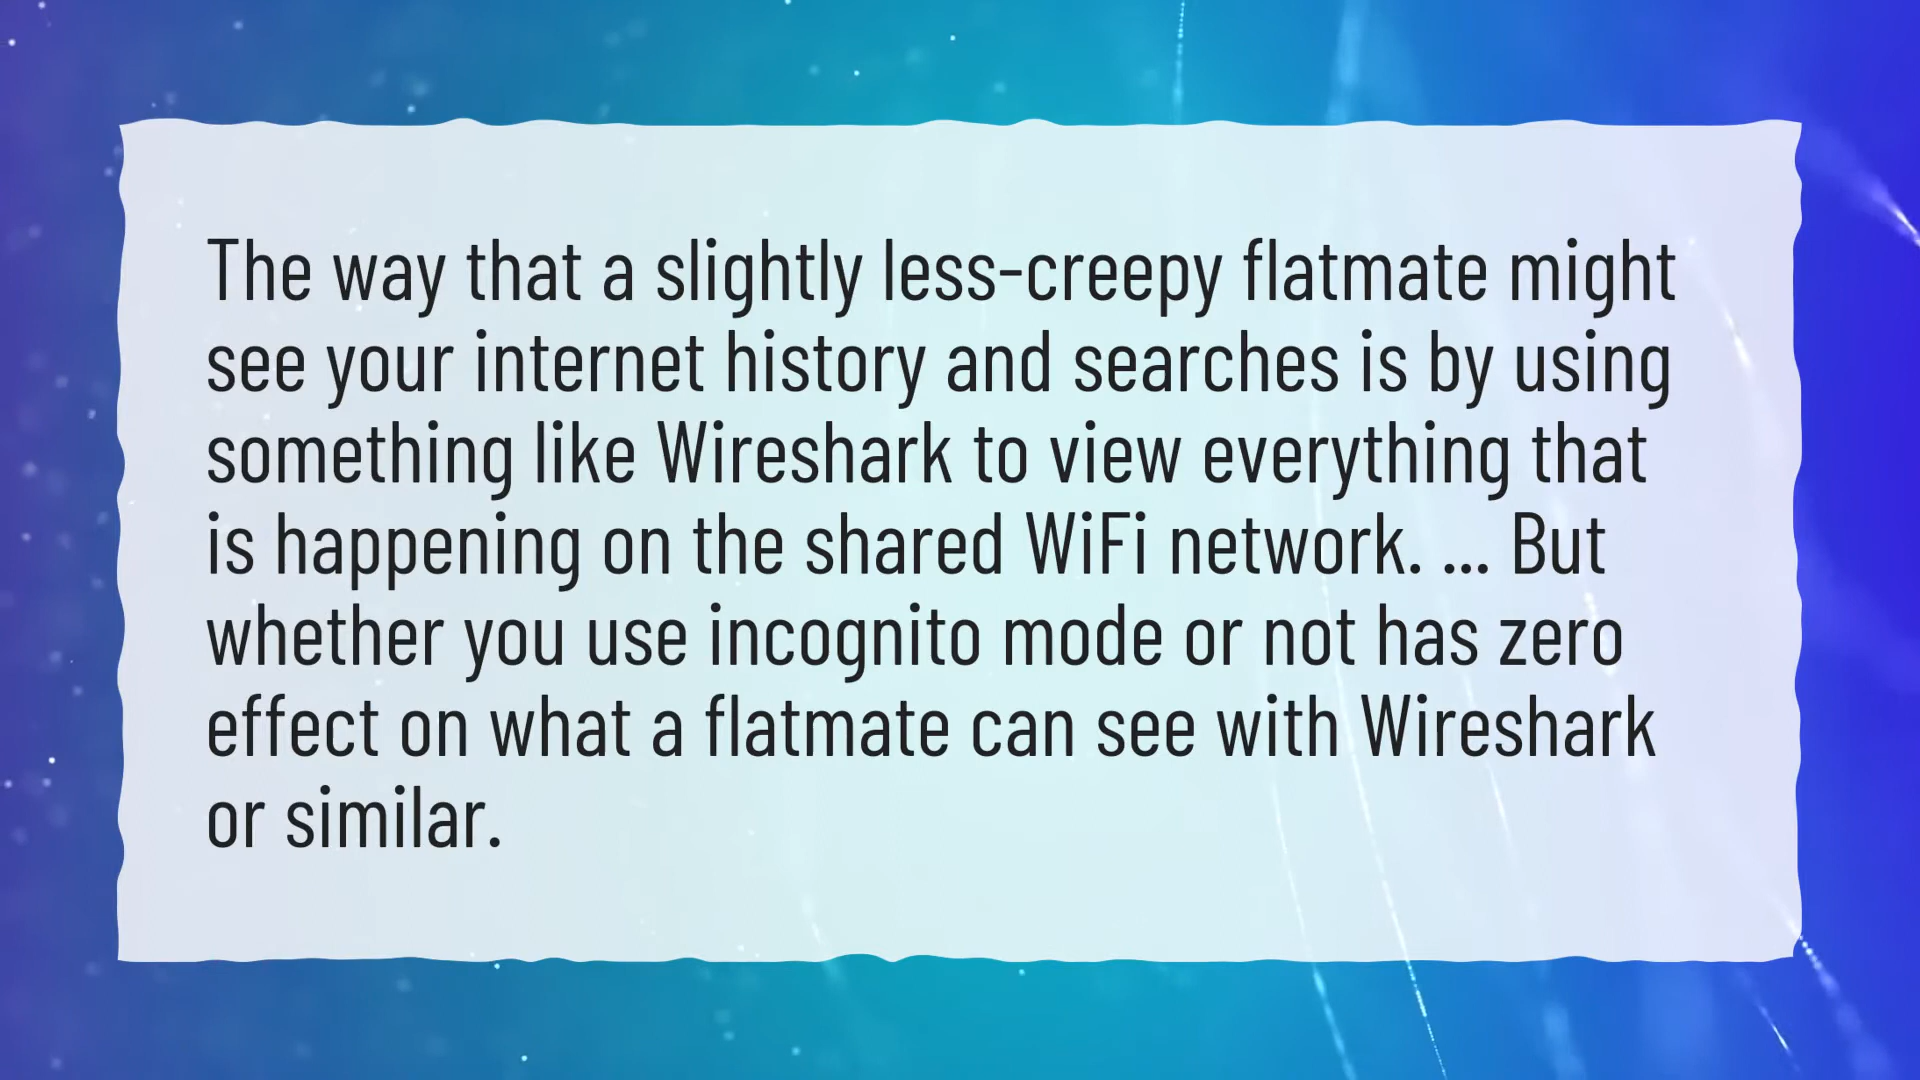 The way that a slightly less-creepy flatmate might
see your internet history and searches is by using
something like Wireshark to view everything that
is happening on the shared WiFi network. ... But
whether you use incognito mode or not has zero
effect on what a flatmate can see with Wireshark
or similar.